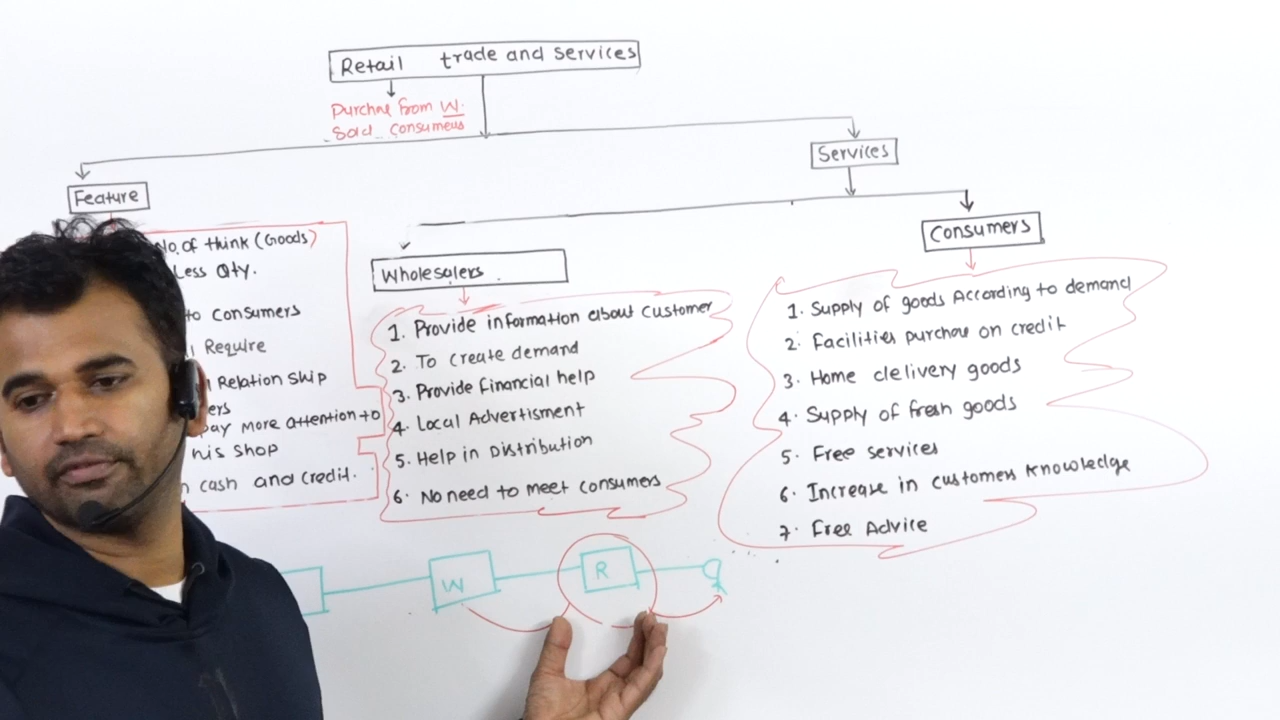 Retail trade and services
Purchae from W.
Sold consumers
Services
Feature
Consumers
Wholesalers
No. of think (Goods)
Less Qty.
to consumers
Require
Relation ship
ers
pay more attention to
his shop
cash and credit.
1. Provide information about customer
2. To create demand
3. Provide financial help
4. Local Advertisment
5. Help in Distribution
6. No need to meet consumers
1. Supply of goods According to demand
2. Facilities purchase on credit
3. Home delivery goods
4. Supply of fresh goods
5. Free services
6. Increase in customers knowledge
7. Free Advice
W
R